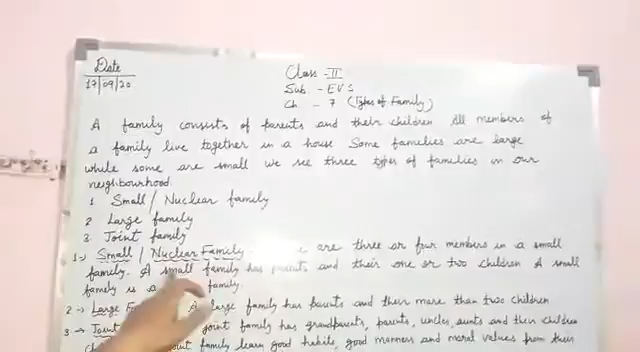 Date
17/09/20
Class - II
Sub. - EVS
Ch - 7 (Types of Family)
A family consists of parents and their children All members of
a family live together in a house Some families are large
while some are small we see three types of families in our
neighbourhood.
1 Small / Nuclear family
2 Large family
3. Joint family
1 → Small / Nuclear Family - are three or four members in a small
family. A small family has parents and their one or two children A small
family is a family.
2 → Large large family has parents and their more than two children
3 → Joint joint family has grandparents, parents, uncles, aunts and their children
family learn good habits, good manners and moral values from their